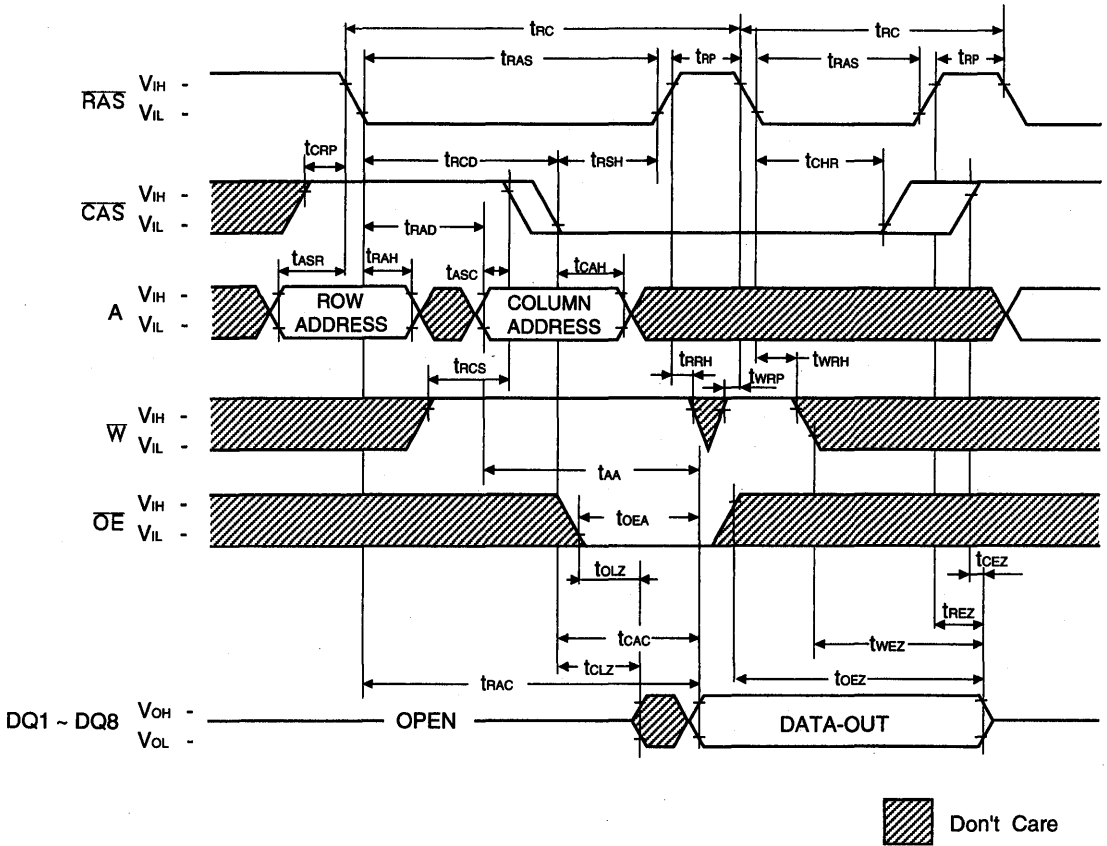 tRC tRC
tRAS tRP tRAS tRP
RAS VIH -
VIL -
tCRP tRCD tRSH tCHR
CAS VIH -
VIL -
tRAD
tASR tRAH tASC tCAH
A VIH -
VIL -
ROW
ADDRESS
COLUMN
ADDRESS
tRCS tRRH tWRP tWRH
W VIH -
VIL -
tAA
OE VIH -
VIL -
tOEA
tOLZ tCEZ
tREZ
tCAC tWEZ
tCLZ
tRAC tOEZ
DQ1 ~ DQ8 VOH -
VOL -
OPEN DATA-OUT
Don't Care